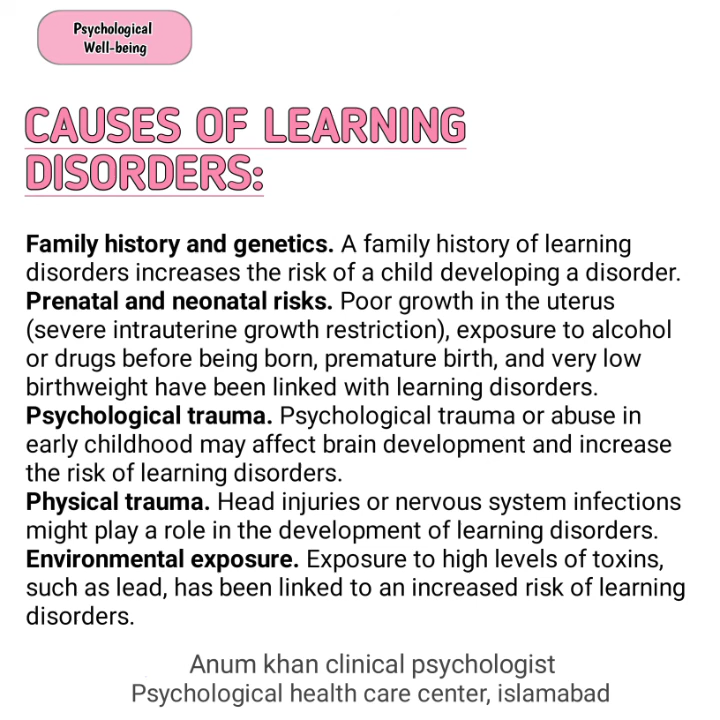 Psychological
Well-being
CAUSES OF LEARNING
DISORDERS:
Family history and genetics. A family history of learning
disorders increases the risk of a child developing a disorder.
Prenatal and neonatal risks. Poor growth in the uterus
(severe intrauterine growth restriction), exposure to alcohol
or drugs before being born, premature birth, and very low
birthweight have been linked with learning disorders.
Psychological trauma. Psychological trauma or abuse in
early childhood may affect brain development and increase
the risk of learning disorders.
Physical trauma. Head injuries or nervous system infections
might play a role in the development of learning disorders.
Environmental exposure. Exposure to high levels of toxins,
such as lead, has been linked to an increased risk of learning
disorders.
Anum khan clinical psychologist
Psychological health care center, islamabad